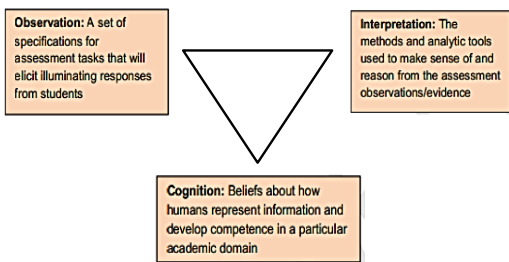 Observation: A set of
specifications for
assessment tasks that will
elicit illuminating responses
from students
Interpretation: The
methods and analytic tools
used to make sense of and
reason from the assessment
observations/evidence
Cognition: Beliefs about how
humans represent information and
develop competence in a particular
academic domain